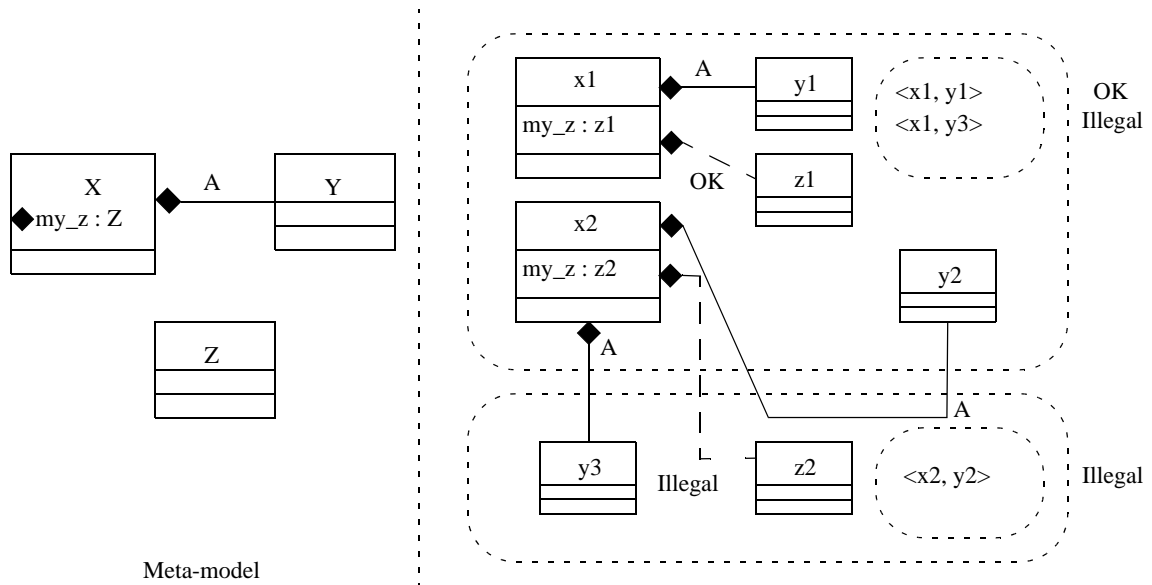 X
my_z : Z
A
Y
Z
Meta-model
x1
my_z : z1
A
y1
<x1, y1>
<x1, y3>
OK
Illegal
OK
z1
x2
my_z : z2
y2
A
A
y3
Illegal
z2
<x2, y2>
Illegal